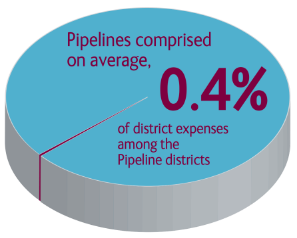 Pipelines comprised
on average,
0.4%
of district expenses
among the
Pipeline districts